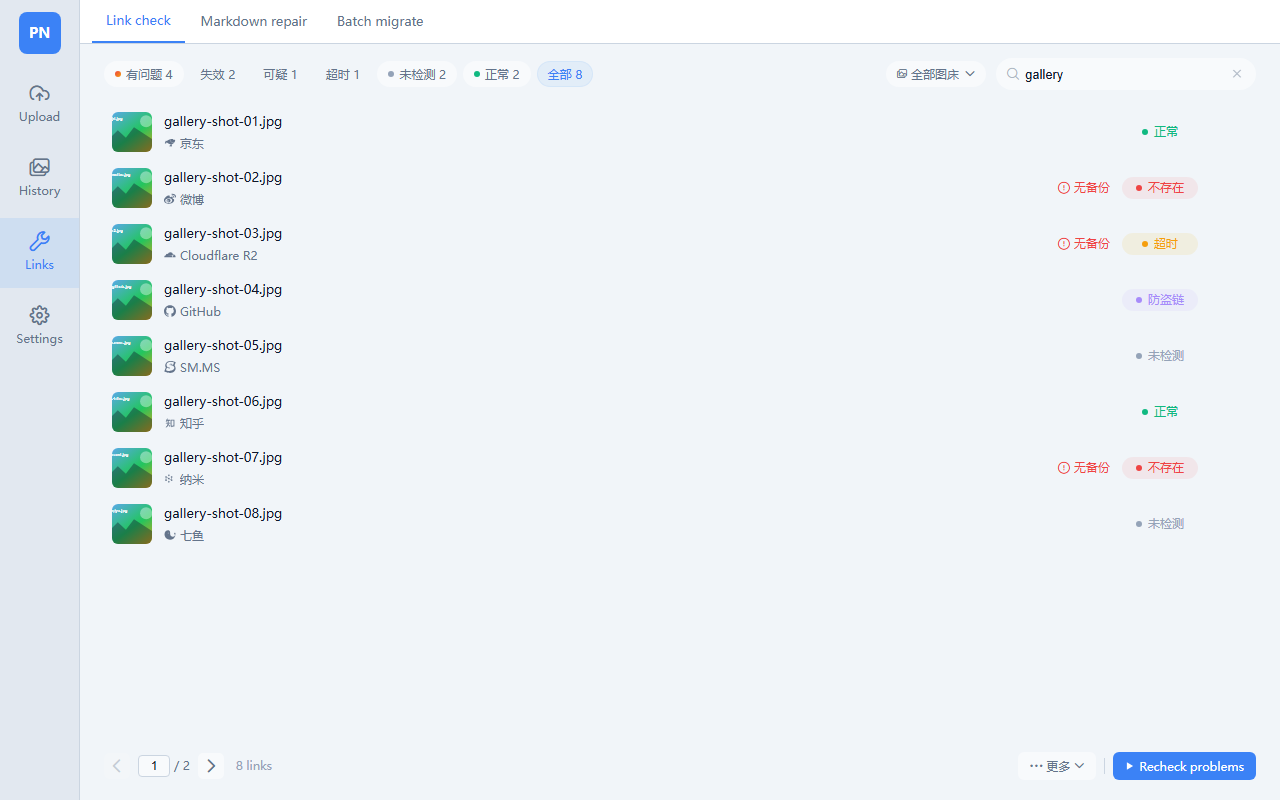 PN
Upload
History
Links
Settings
Link check
Markdown repair
Batch migrate
有问题 4
失效 2
可疑 1
超时 1
未检测 2
正常 2
全部 8
全部图床
gallery
gallery-shot-01.jpg
京东
正常
gallery-shot-02.jpg
微博
无备份
不存在
gallery-shot-03.jpg
Cloudflare R2
无备份
超时
gallery-shot-04.jpg
GitHub
防盗链
gallery-shot-05.jpg
SM.MS
未检测
gallery-shot-06.jpg
知 知乎
正常
gallery-shot-07.jpg
纳米
无备份
不存在
gallery-shot-08.jpg
七鱼
未检测
1 / 2
8 links
更多
Recheck problems